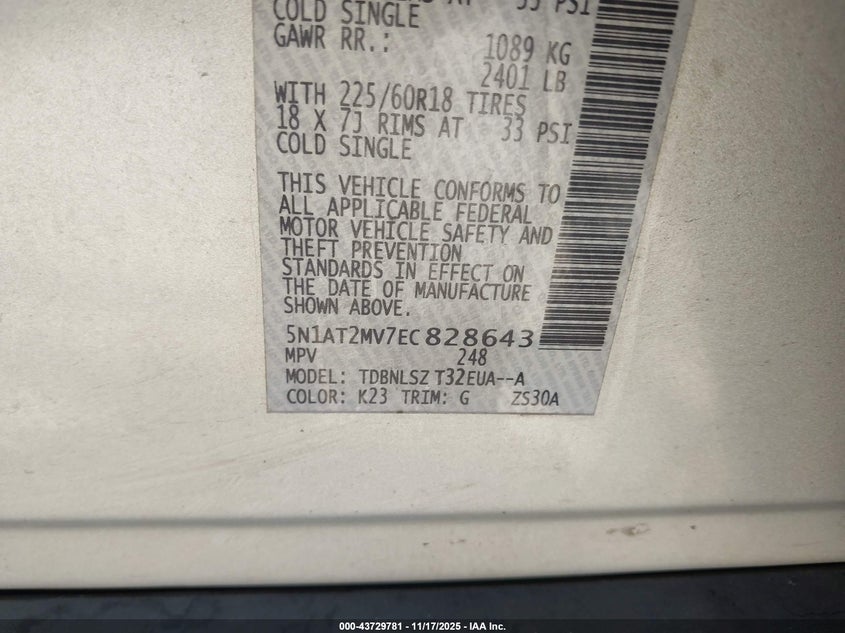 33 PSI
COLD SINGLE
GAWR RR.: 1089 KG
2401 LB
WITH 225/60R18 TIRES
18 X 7J RIMS AT 33 PSI
COLD SINGLE
THIS VEHICLE CONFORMS TO
ALL APPLICABLE FEDERAL
MOTOR VEHICLE SAFETY AND
THEFT PREVENTION
STANDARDS IN EFFECT ON
THE DATE OF MANUFACTURE
SHOWN ABOVE.
5N1AT2MV7EC828643
MPV 248
MODEL: TDBNLSZ T32EUA--A
COLOR: K23 TRIM: G ZS30A
000-43729781 - 11/17/2025 - IAA Inc.